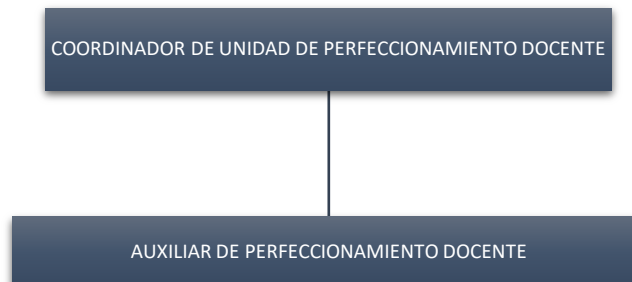 COORDINADOR DE UNIDAD DE PERFECCIONAMIENTO DOCENTE
AUXILIAR DE PERFECCIONAMIENTO DOCENTE